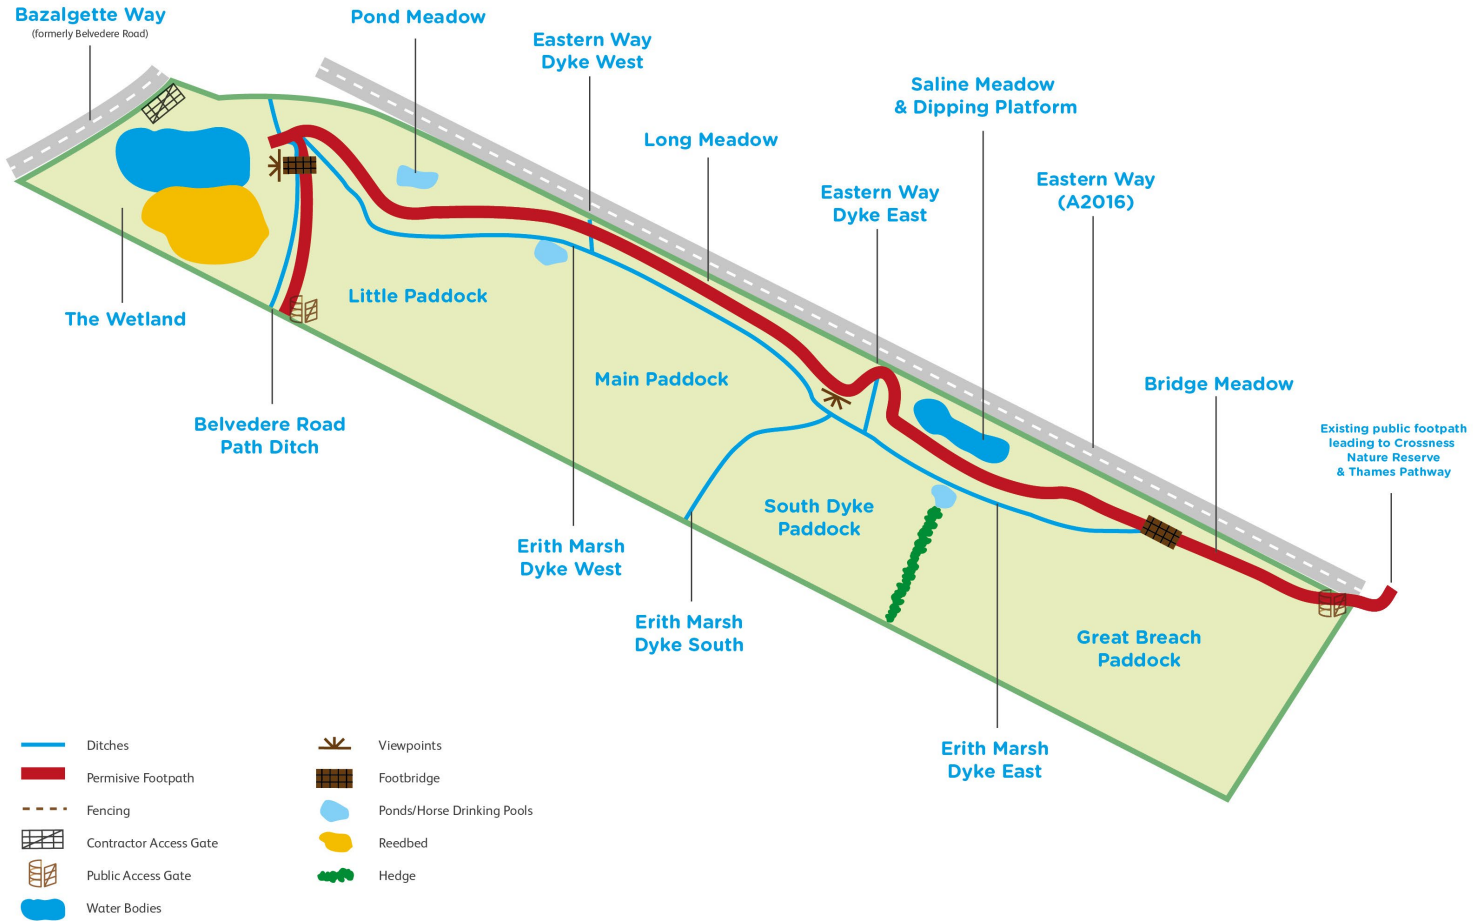 Bazalgette Way
(formerly Belvedere Road)
Pond Meadow
Eastern Way
Dyke West
Long Meadow
Saline Meadow
& Dipping Platform
Eastern Way
Dyke East
Eastern Way
(A2016)
Bridge Meadow
Existing public footpath
leading to Crossness
Nature Reserve
& Thames Pathway
The Wetland
Little Paddock
Main Paddock
Belvedere Road
Path Ditch
South Dyke
Paddock
Erith Marsh
Dyke West
Erith Marsh
Dyke South
Great Breach
Paddock
Erith Marsh
Dyke East
Ditches
Permisive Footpath
Fencing
Contractor Access Gate
Public Access Gate
Water Bodies
Viewpoints
Footbridge
Ponds/Horse Drinking Pools
Reedbed
Hedge